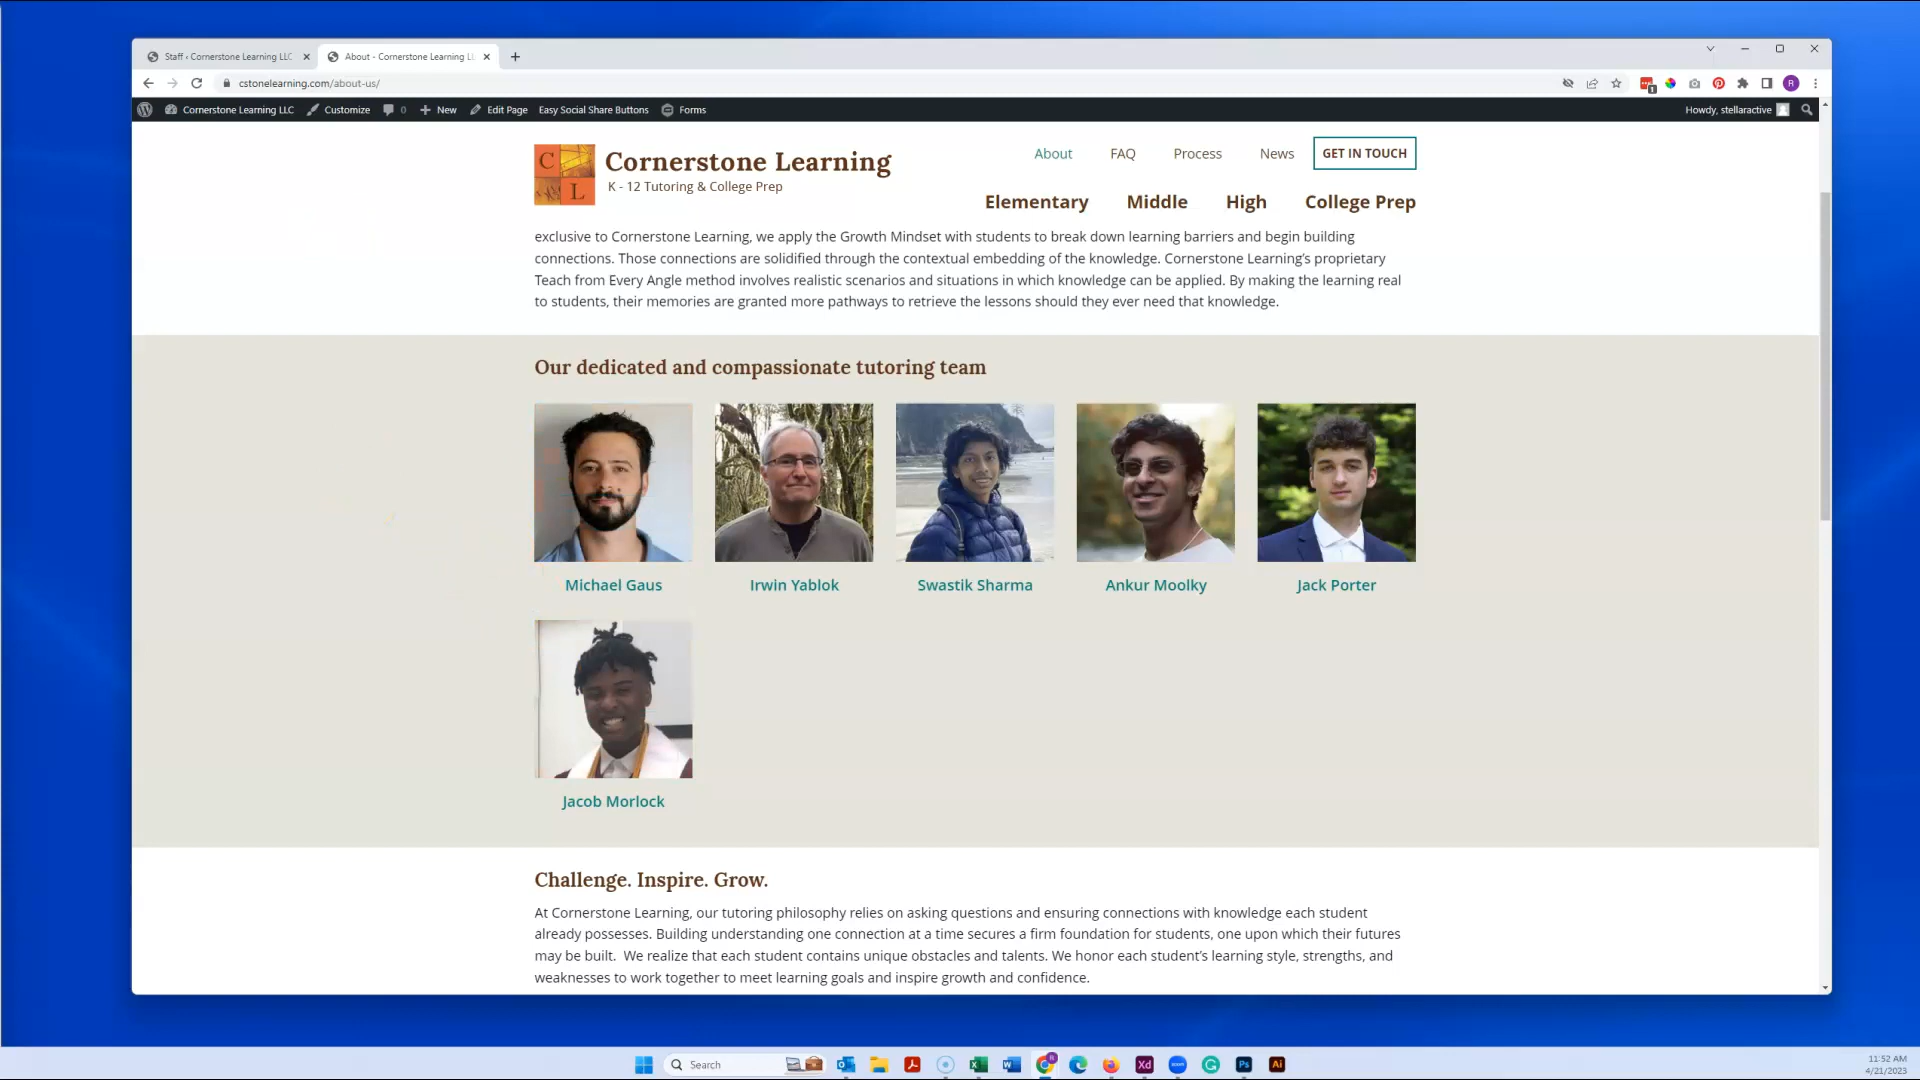 Staff ‹ Cornerstone Learning LLC
About - Cornerstone Learning LL
cstonelearning.com/about-us/
Cornerstone Learning LLC Customize 0 New Edit Page Easy Social Share Buttons Forms Howdy, stellaractive
C
L
Cornerstone Learning
K - 12 Tutoring & College Prep
About FAQ Process News GET IN TOUCH
Elementary Middle High College Prep
exclusive to Cornerstone Learning, we apply the Growth Mindset with students to break down learning barriers and begin building
connections. Those connections are solidified through the contextual embedding of the knowledge. Cornerstone Learning's proprietary
Teach from Every Angle method involves realistic scenarios and situations in which knowledge can be applied. By making the learning real
to students, their memories are granted more pathways to retrieve the lessons should they ever need that knowledge.
Our dedicated and compassionate tutoring team
Michael Gaus Irwin Yablok Swastik Sharma Ankur Moolky Jack Porter
Jacob Morlock
Challenge. Inspire. Grow.
At Cornerstone Learning, our tutoring philosophy relies on asking questions and ensuring connections with knowledge each student
already possesses. Building understanding one connection at a time secures a firm foundation for students, one upon which their futures
may be built. We realize that each student contains unique obstacles and talents. We honor each student's learning style, strengths, and
weaknesses to work together to meet learning goals and inspire growth and confidence.
Search
11:52 AM
4/21/2023